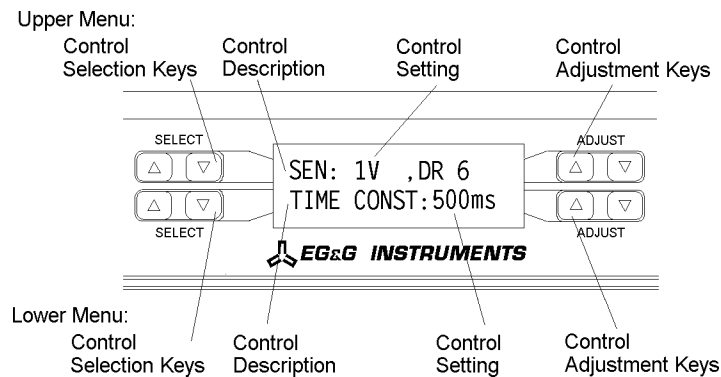 Upper Menu:
Control Selection Keys
Control Description
Control Setting
Control Adjustment Keys
SELECT
ADJUST
SEN: 1V ,DR 6
TIME CONST:500ms
SELECT
ADJUST
EG&G INSTRUMENTS
Lower Menu:
Control Selection Keys
Control Description
Control Setting
Control Adjustment Keys